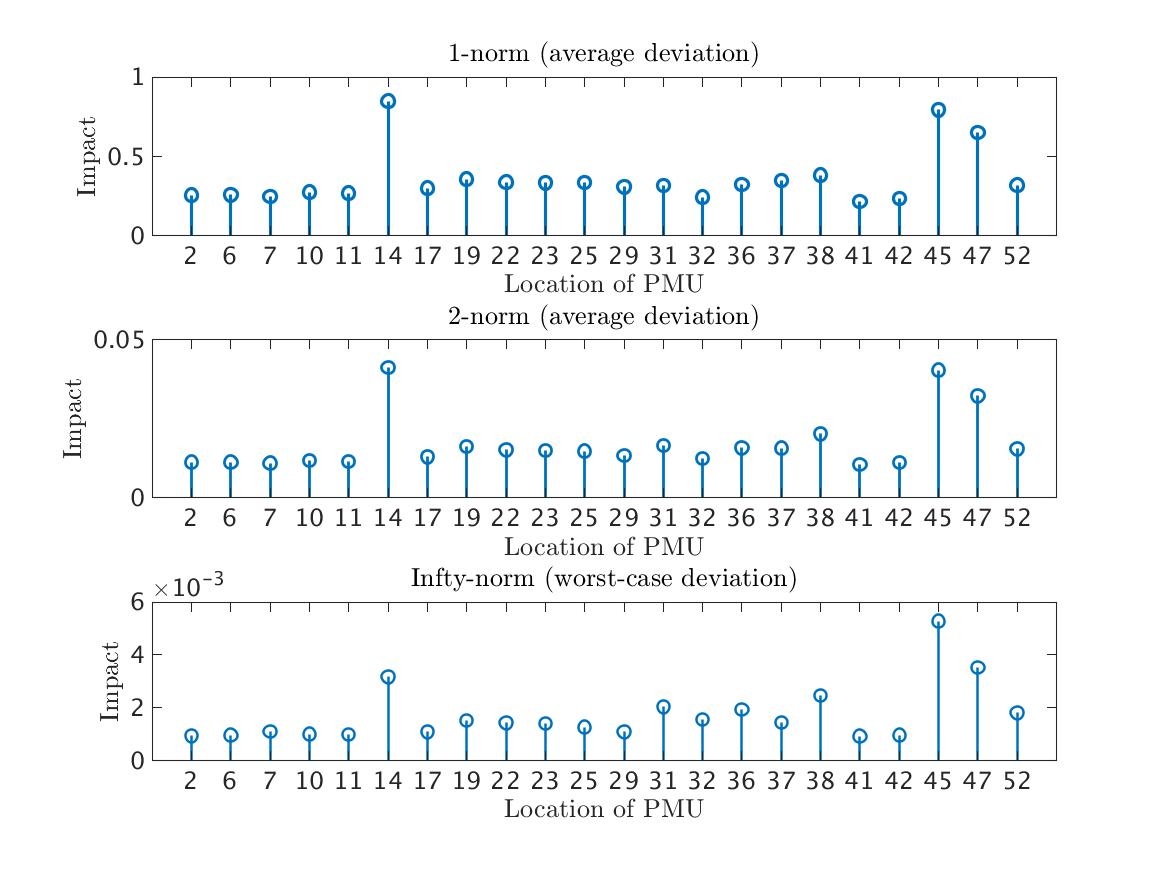 1-norm (average deviation)
1
0.5
0
Impact
2 6 7 10 11 14 17 19 22 23 25 29 31 32 36 37 38 41 42 45 47 52
Location of PMU
2-norm (average deviation)
0.05
0
Impact
2 6 7 10 11 14 17 19 22 23 25 29 31 32 36 37 38 41 42 45 47 52
Location of PMU
Infty-norm (worst-case deviation)
×10⁻³
6
4
2
0
Impact
2 6 7 10 11 14 17 19 22 23 25 29 31 32 36 37 38 41 42 45 47 52
Location of PMU